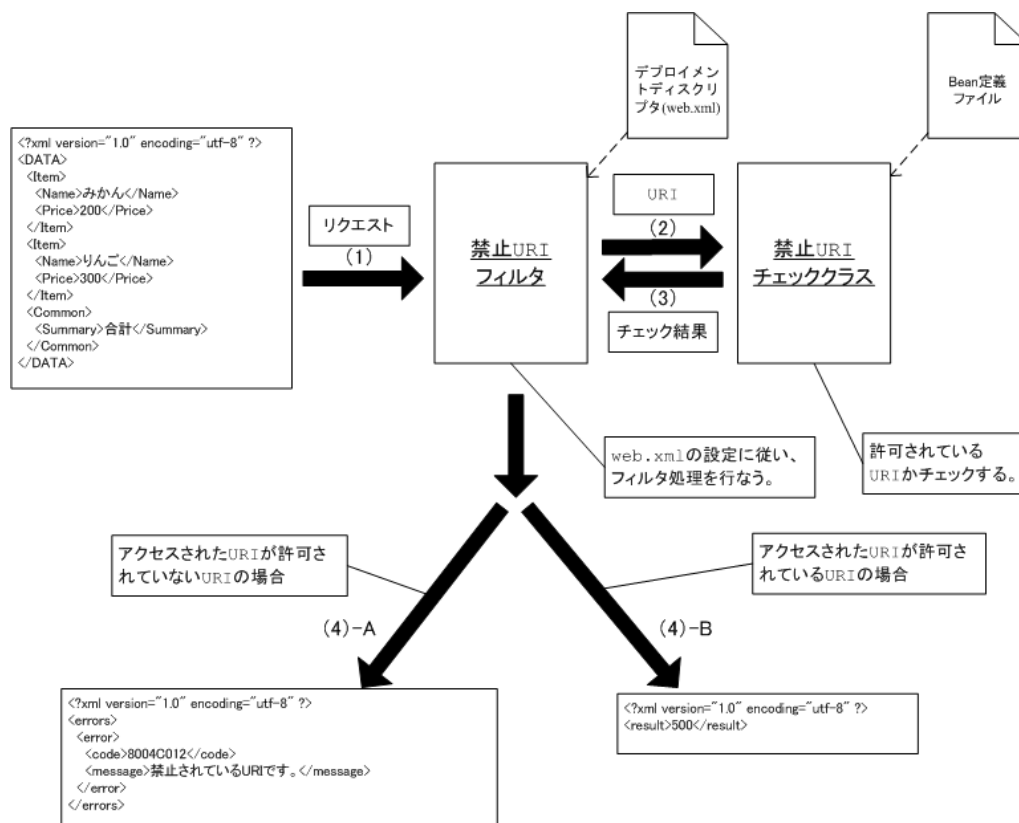 デプロイメン
トディスクリ
プタ(web.xml)
Bean定義
ファイル
<?xml version="1.0" encoding="utf-8" ?>
<DATA>
<Item>
<Name>みかん</Name>
<Price>200</Price>
</Item>
<Item>
<Name>りんご</Name>
<Price>300</Price>
</Item>
<Common>
<Summary>合計</Summary>
</Common>
</DATA>
リクエスト
(1)
禁止URI
フィルタ
URI
(2)
(3)
チェック結果
禁止URI
チェッククラス
web.xmlの設定に従い、
フィルタ処理を行なう。
許可されている
URIかチェックする。
アクセスされたURIが許可さ
れていないURIの場合
アクセスされたURIが許可さ
れているURIの場合
(4)-A
(4)-B
<?xml version="1.0" encoding="utf-8" ?>
<errors>
<error>
<code>8004C012</code>
<message>禁止されているURIです。</message>
</error>
</errors>
<?xml version="1.0" encoding="utf-8" ?>
<result>500</result>